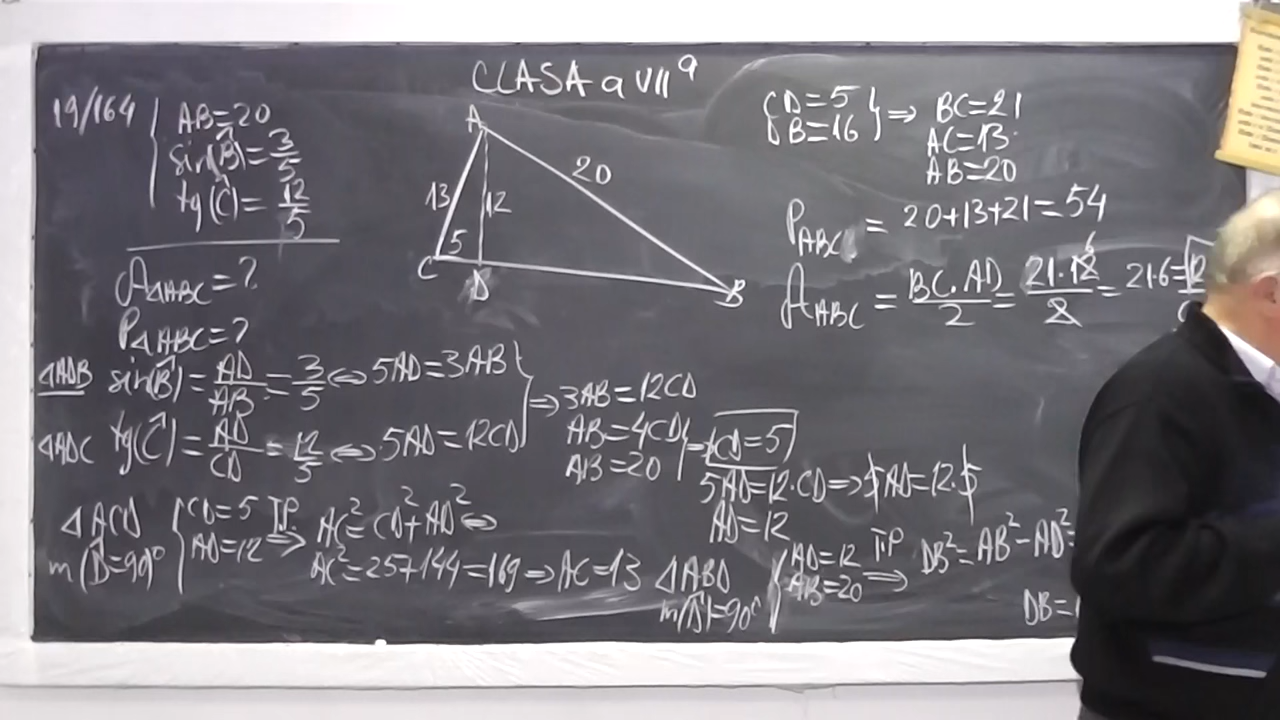 CLASA a VII a
19/164
AB=20
sin(B̂)=3/5
tg(Ĉ)=12/5
A△ABC=?
P△ABC=?
A
20
13
12
5
C
D
B
CD=5
DB=16
⇒ BC=21
AC=13
AB=20
P_ABC = 20+13+21=54
A_ABC = BC·AD/2 = 21·12/2 = 21·6=
6
△ADB sin(B̂)=AD/AB=3/5 ⇔ 5AD=3AB
△ADC tg(Ĉ)=AD/CD=12/5 ⇔ 5AD=12CD
⇒ 3AB=12CD
AB=4CD
AB=20
⇒ CD=5
5AD=12·CD ⇒ 5AD=12·5
AD=12
△ACD
m(D̂)=90°
CD=5
AD=12
T.P. ⇒ AC²=CD²+AD² ⇔
AC²=25+144=169 ⇒ AC=13
△ABD
m(D̂)=90°
AD=12
AB=20
T.P. ⇒ DB²=AB²-AD²=
DB=